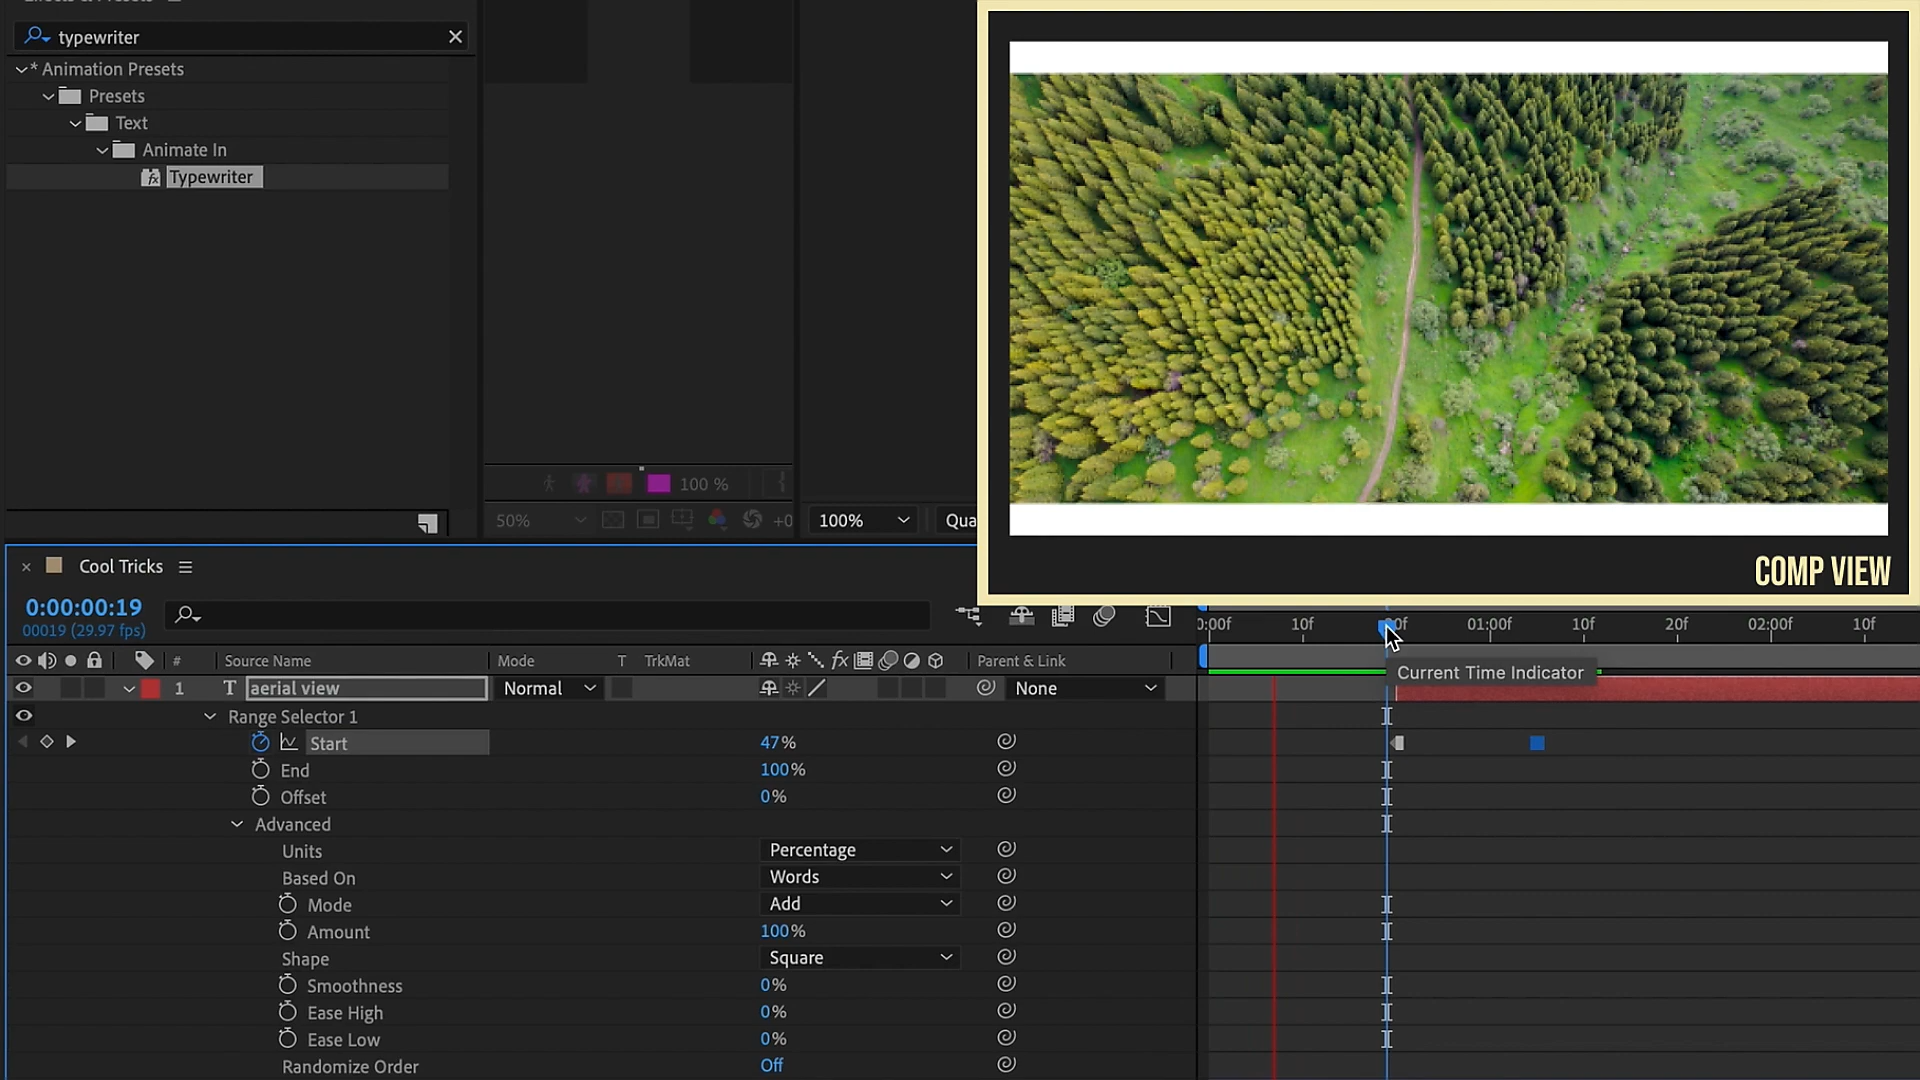 typewriter
* Animation Presets
Presets
Text
Animate In
Typewriter
100 %
50%
+0
100%
Qua
COMP VIEW
Cool Tricks
0:00:00:19
00019 (29.97 fps)
0:00f 10f 20f 01:00f 10f 20f 02:00f 10f
# Source Name Mode T TrkMat fx Parent & Link
Current Time Indicator
1 T aerial view Normal None
Range Selector 1
Start 47%
End 100%
Offset 0%
Advanced
Units Percentage
Based On Words
Mode Add
Amount 100%
Shape Square
Smoothness 0%
Ease High 0%
Ease Low 0%
Randomize Order Off